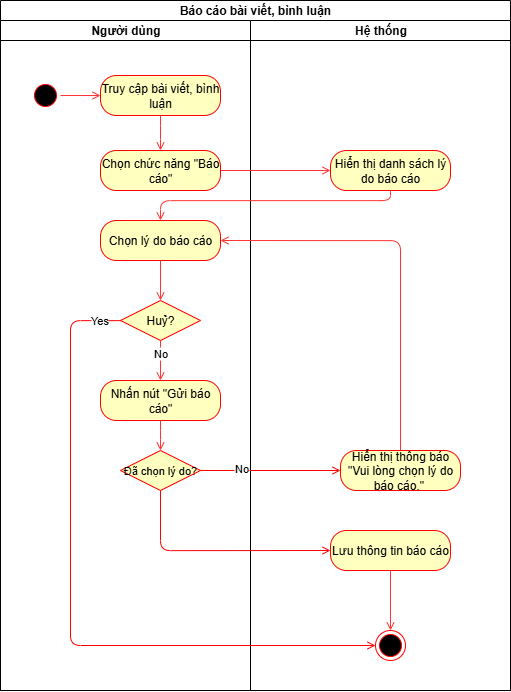 Báo cáo bài viết, bình luận
Người dùng
Hệ thống
Truy cập bài viết, bình
luận
Chọn chức năng "Báo
cáo"
Hiển thị danh sách lý
do báo cáo
Chọn lý do báo cáo
Huỷ?
Yes
No
Nhấn nút "Gửi báo
cáo"
Đã chọn lý do?
No
Hiển thị thông báo
"Vui lòng chọn lý do
báo cáo."
Lưu thông tin báo cáo